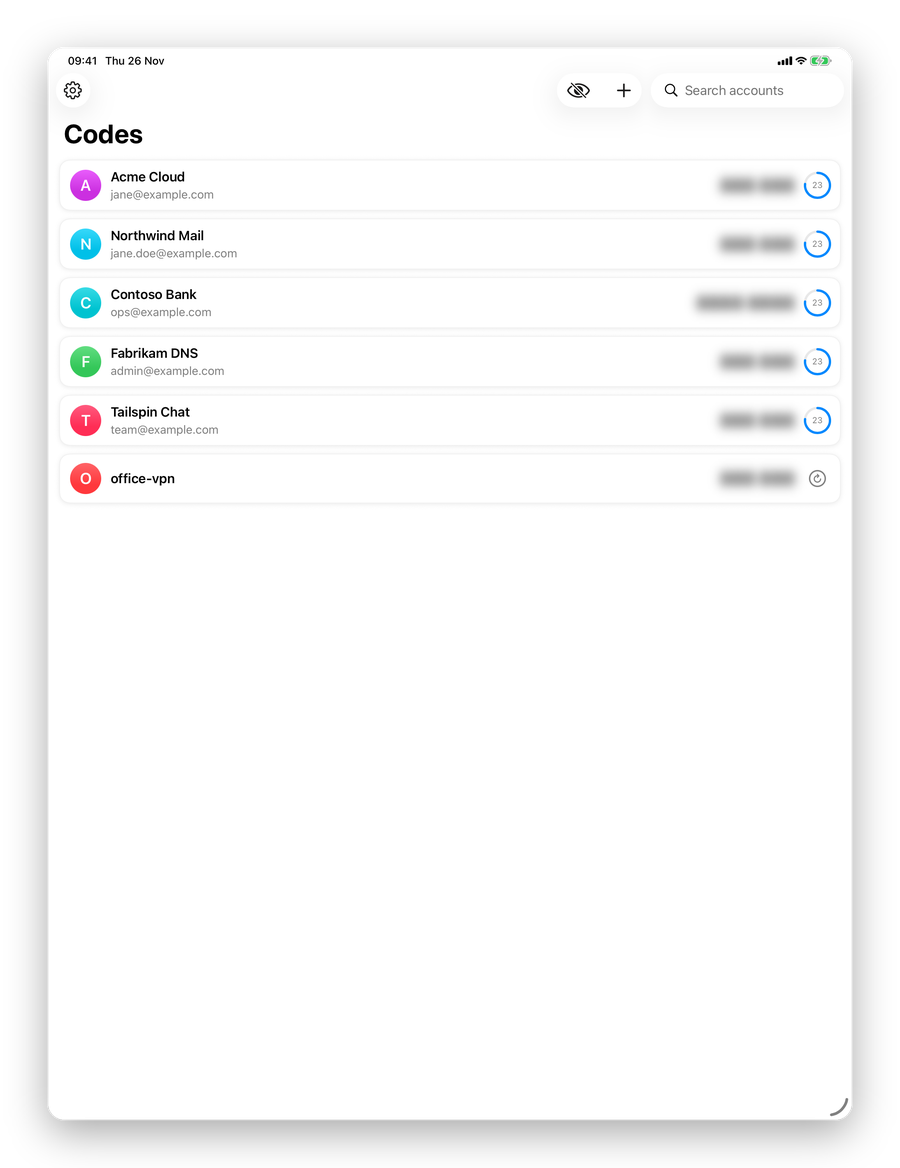 09:41 Thu 26 Nov
Search accounts
Codes
A
Acme Cloud
jane@example.com
23
N
Northwind Mail
jane.doe@example.com
23
C
Contoso Bank
ops@example.com
23
F
Fabrikam DNS
admin@example.com
23
T
Tailspin Chat
team@example.com
23
O
office-vpn